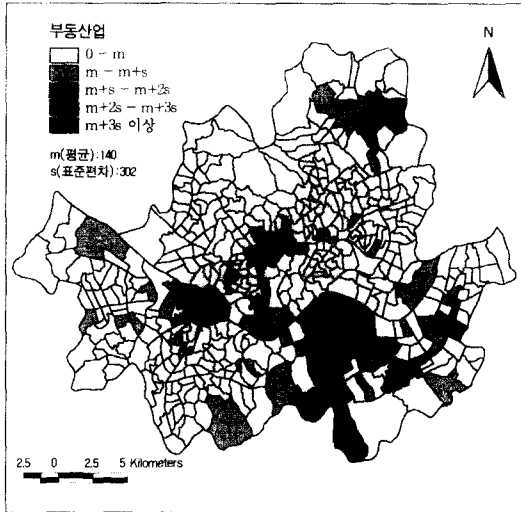 부동산업
0 - m
m - m+s
m+s - m+2s
m+2s - m+3s
m+3s 이상
m(평균):140
s(표준편차):302
N
2.5 0 2.5 5 Kilometers